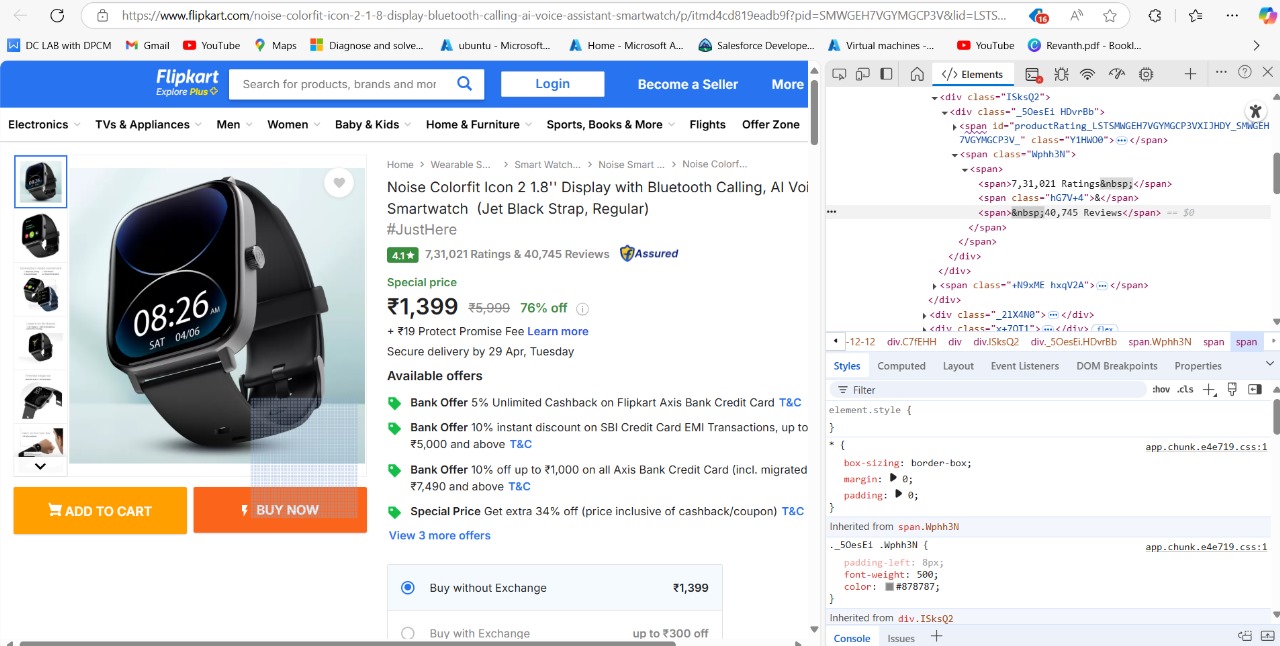 https://www.flipkart.com/noise-colorfit-icon-2-1-8-display-bluetooth-calling-ai-voice-assistant-smartwatch/p/itmd4cd819eadb9f?pid=SMWGEH7VGYMGCP3V&lid=LSTS...
16
DC LAB with DPCM
Gmail
YouTube
Maps
Diagnose and solve...
ubuntu - Microsoft...
Home - Microsoft A...
Salesforce Develope...
Virtual machines -...
YouTube
Revanth.pdf - Bookl...
Flipkart
Explore Plus
Search for products, brands and mor
Login
Become a Seller
More
Electronics
TVs & Appliances
Men
Women
Baby & Kids
Home & Furniture
Sports, Books & More
Flights
Offer Zone
08:26 AM
SAT 04/06
ADD TO CART
BUY NOW
Home > Wearable S... > Smart Watch... > Noise Smart ... > Noise Colorf...
Noise Colorfit Icon 2 1.8'' Display with Bluetooth Calling, AI Voi
Smartwatch (Jet Black Strap, Regular)
#JustHere
4.1★ 7,31,021 Ratings & 40,745 Reviews Assured
Special price
₹1,399 ₹5,999 76% off
+ ₹19 Protect Promise Fee Learn more
Secure delivery by 29 Apr, Tuesday
Available offers
Bank Offer 5% Unlimited Cashback on Flipkart Axis Bank Credit Card T&C
Bank Offer 10% instant discount on SBI Credit Card EMI Transactions, up to
₹5,000 and above T&C
Bank Offer 10% off up to ₹1,000 on all Axis Bank Credit Card (incl. migrated
₹7,490 and above T&C
Special Price Get extra 34% off (price inclusive of cashback/coupon) T&C
View 3 more offers
Buy without Exchange ₹1,399
Buy with Exchange up to ₹300 off
Elements
<div class="ISksQ2">
<div class="_5OesEi HDvrBb">
<span id="productRating_LSTSMWGEH7VGYMGCP3VXIJHDY_SMWGEH
7VGYMGCP3V_" class="Y1HWO0">…</span>
<span class="Wphh3N">
<span>
<span>7,31,021 Ratings&nbsp;</span>
<span class="hG7V+4">&</span>
<span>&nbsp;40,745 Reviews</span> == $0
</span>
</span>
</div>
</div>
<span class="+N9xME hxqV2A">…</span>
</div>
<div class="_2lX4N0">…</div>
<div class="x+7QT1">…</div> flex
-12-12 div.C7fEHH div div.ISksQ2 div._5OesEi.HDvrBb span.Wphh3N span span
Styles Computed Layout Event Listeners DOM Breakpoints Properties
Filter :hov .cls
element.style {
}
* { app.chunk.e4e719.css:1
box-sizing: border-box;
margin: 0;
padding: 0;
}
Inherited from span.Wphh3N
._5OesEi .Wphh3N { app.chunk.e4e719.css:1
padding-left: 8px;
font-weight: 500;
color: #878787;
}
Inherited from div.ISksQ2
Console Issues